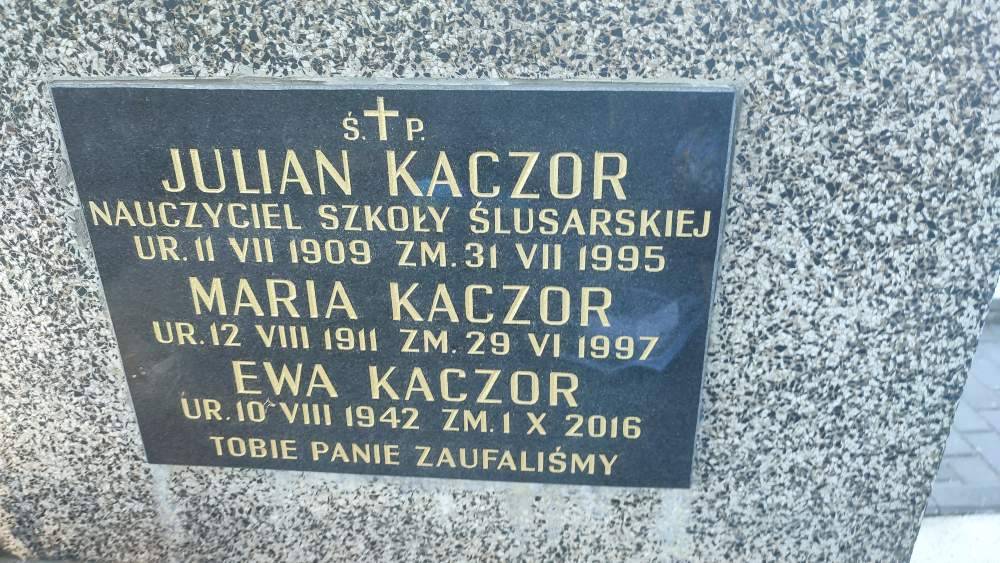 Ś.✝P.
JULIAN KACZOR
NAUCZYCIEL SZKOŁY ŚLUSARSKIEJ
UR. 11 VII 1909 ZM. 31 VII 1995
MARIA KACZOR
UR. 12 VIII 1911 ZM. 29 VI 1997
EWA KACZOR
UR. 10 VIII 1942 ZM. 1 X 2016
TOBIE PANIE ZAUFALIŚMY